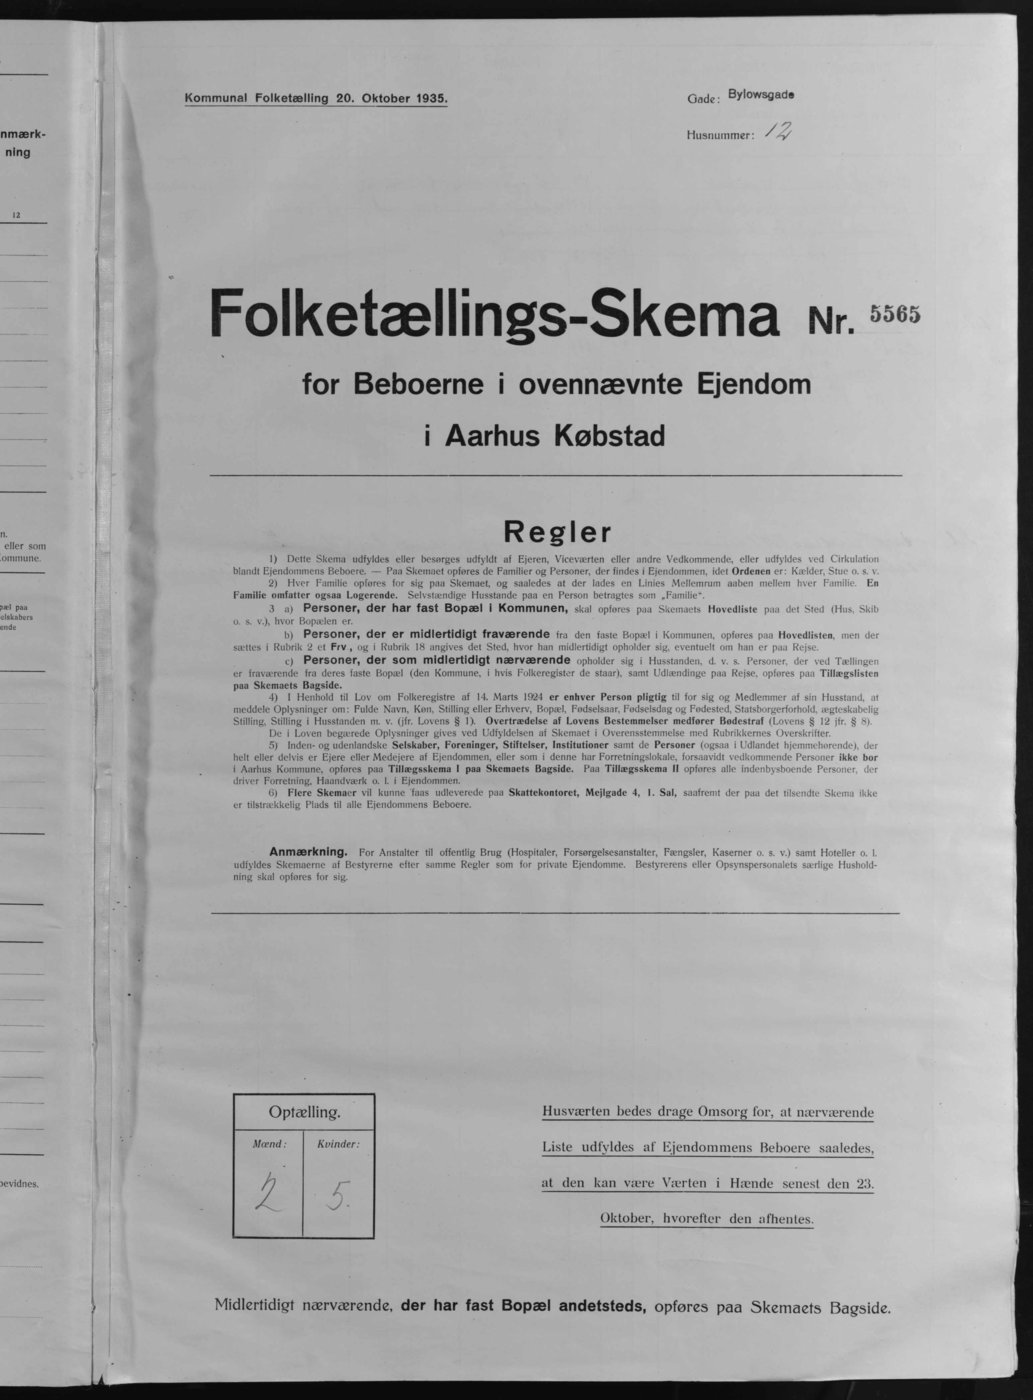 nmærk-
ning
12
n.
eller som
Kommune.
pæl paa
elskabers
ende
bevidnes.
Kommunal Folketælling 20. Oktober 1935.
Gade: Bylowsgade
Husnummer: 12
Folketællings-Skema Nr. 5565
for Beboerne i ovennævnte Ejendom
i Aarhus Købstad
Regler
1) Dette Skema udfyldes eller besørges udfyldt af Ejeren, Viceværten eller andre Vedkommende, eller udfyldes ved Cirkulation
blandt Ejendommens Beboere. — Paa Skemaet opføres de Familier og Personer, der findes i Ejendommen, idet Ordenen er: Kælder, Stue o. s. v.
2) Hver Familie opføres for sig paa Skemaet, og saaledes at der lades en Linies Mellemrum aaben mellem hver Familie. En
Familie omfatter ogsaa Logerende. Selvstændige Husstande paa en Person betragtes som „Familie".
3 a) Personer, der har fast Bopæl i Kommunen, skal opføres paa Skemaets Hovedliste paa det Sted (Hus, Skib
o. s. v.), hvor Bopælen er.
b) Personer, der er midlertidigt fraværende fra den faste Bopæl i Kommunen, opføres paa Hovedlisten, men der
sættes i Rubrik 2 et Frv., og i Rubrik 18 angives det Sted, hvor han midlertidigt opholder sig, eventuelt om han er paa Rejse.
c) Personer, der som midlertidigt nærværende opholder sig i Husstanden, d. v. s. Personer, der ved Tællingen
er fraværende fra deres faste Bopæl (den Kommune, i hvis Folkeregister de staar), samt Udlændinge paa Rejse, opføres paa Tillægslisten
paa Skemaets Bagside.
4) I Henhold til Lov om Folkeregistre af 14. Marts 1924 er enhver Person pligtig til for sig og Medlemmer af sin Husstand, at
meddele Oplysninger om: Fulde Navn, Køn, Stilling eller Erhverv, Bopæl, Fødselsaar, Fødselsdag og Fødested, Statsborgerforhold, ægteskabelig
Stilling, Stilling i Husstanden m. v. (jfr. Lovens § 1). Overtrædelse af Lovens Bestemmelser medfører Bødestraf (Lovens § 12 jfr. § 8).
De i Loven begærede Oplysninger gives ved Udfyldelsen af Skemaet i Overensstemmelse med Rubrikkernes Overskrifter.
5) Inden- og udenlandske Selskaber, Foreninger, Stiftelser, Institutioner samt de Personer (ogsaa i Udlandet hjemmehørende), der
helt eller delvis er Ejere eller Medejere af Ejendommen, eller som i denne har Forretningslokale, forsaavidt vedkommende Personer ikke bor
i Aarhus Kommune, opføres paa Tillægsskema I paa Skemaets Bagside. Paa Tillægsskema II opføres alle indenbysboende Personer, der
driver Forretning, Haandværk o. l. i Ejendommen.
6) Flere Skemaer vil kunne faas udleverede paa Skattekontoret, Mejlgade 4, 1. Sal, saafremt der paa det tilsendte Skema ikke
er tilstrækkelig Plads til alle Ejendommens Beboere.
Anmærkning. For Anstalter til offentlig Brug (Hospitaler, Forsørgelsesanstalter, Fængsler, Kaserner o. s. v.) samt Hoteller o. l.
udfyldes Skemaerne af Bestyrerne efter samme Regler som for private Ejendomme. Bestyrerens eller Opsynspersonalets særlige Hushold-
ning skal opføres for sig.
Optælling.
Mænd: Kvinder:
2 5.
Husværten bedes drage Omsorg for, at nærværende
Liste udfyldes af Ejendommens Beboere saaledes,
at den kan være Værten i Hænde senest den 23.
Oktober, hvorefter den afhentes.
Midlertidigt nærværende, der har fast Bopæl andetsteds, opføres paa Skemaets Bagside.